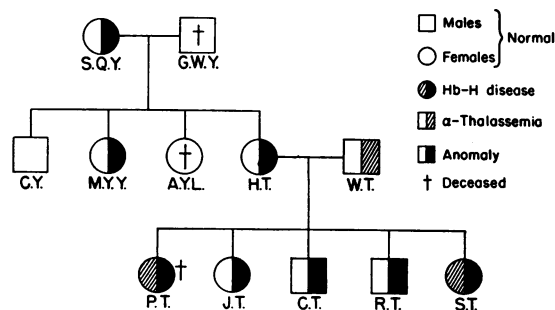 S.Q.Y. G.W.Y.
C.Y. M.Y.Y. A.Y.L. H.T. W.T.
P.T. J.T. C.T. R.T. S.T.
Males
Females
Normal
Hb-H disease
α-Thalassemia
Anomaly
† Deceased